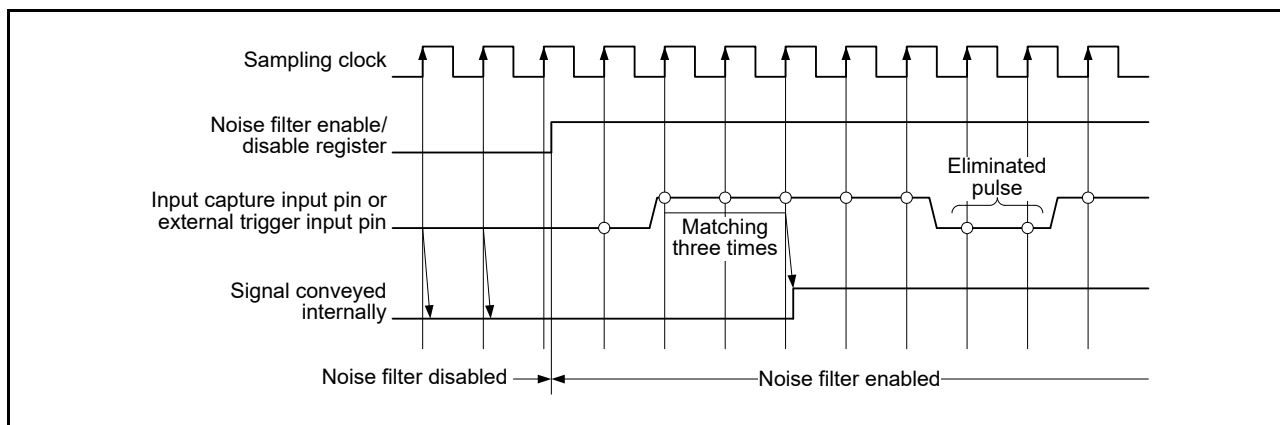 Sampling clock
Noise filter enable/
disable register
Input capture input pin or
external trigger input pin
Eliminated
pulse
Matching
three times
Signal conveyed
internally
Noise filter disabled
Noise filter enabled